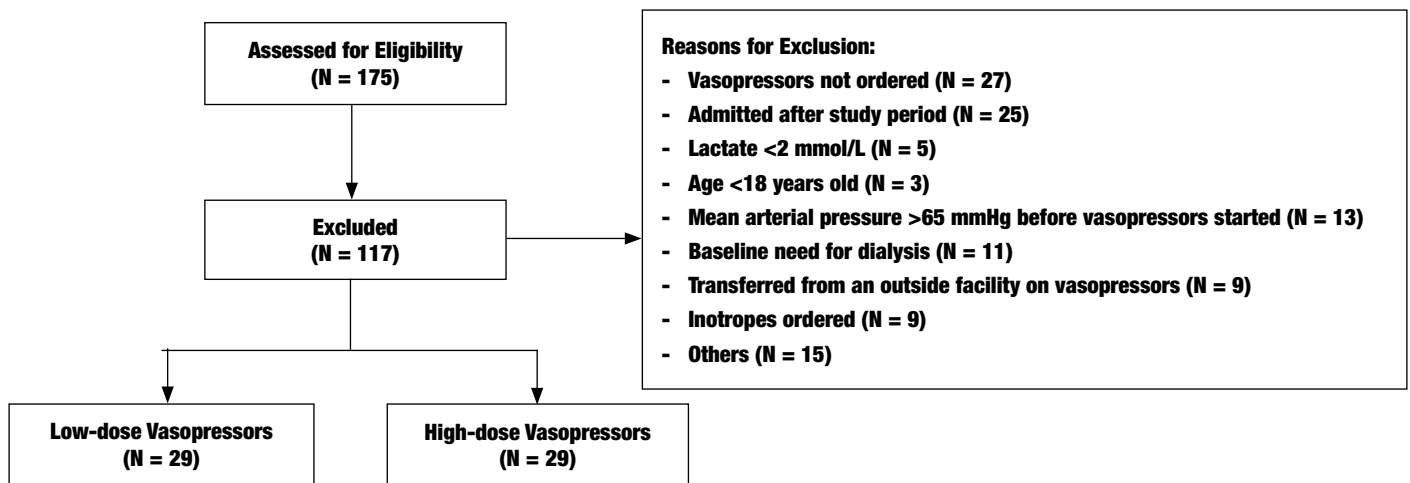 Assessed for Eligibility
(N = 175)
Excluded
(N = 117)
Reasons for Exclusion:
- Vasopressors not ordered (N = 27)
- Admitted after study period (N = 25)
- Lactate <2 mmol/L (N = 5)
- Age <18 years old (N = 3)
- Mean arterial pressure >65 mmHg before vasopressors started (N = 13)
- Baseline need for dialysis (N = 11)
- Transferred from an outside facility on vasopressors (N = 9)
- Inotropes ordered (N = 9)
- Others (N = 15)
Low-dose Vasopressors
(N = 29)
High-dose Vasopressors
(N = 29)